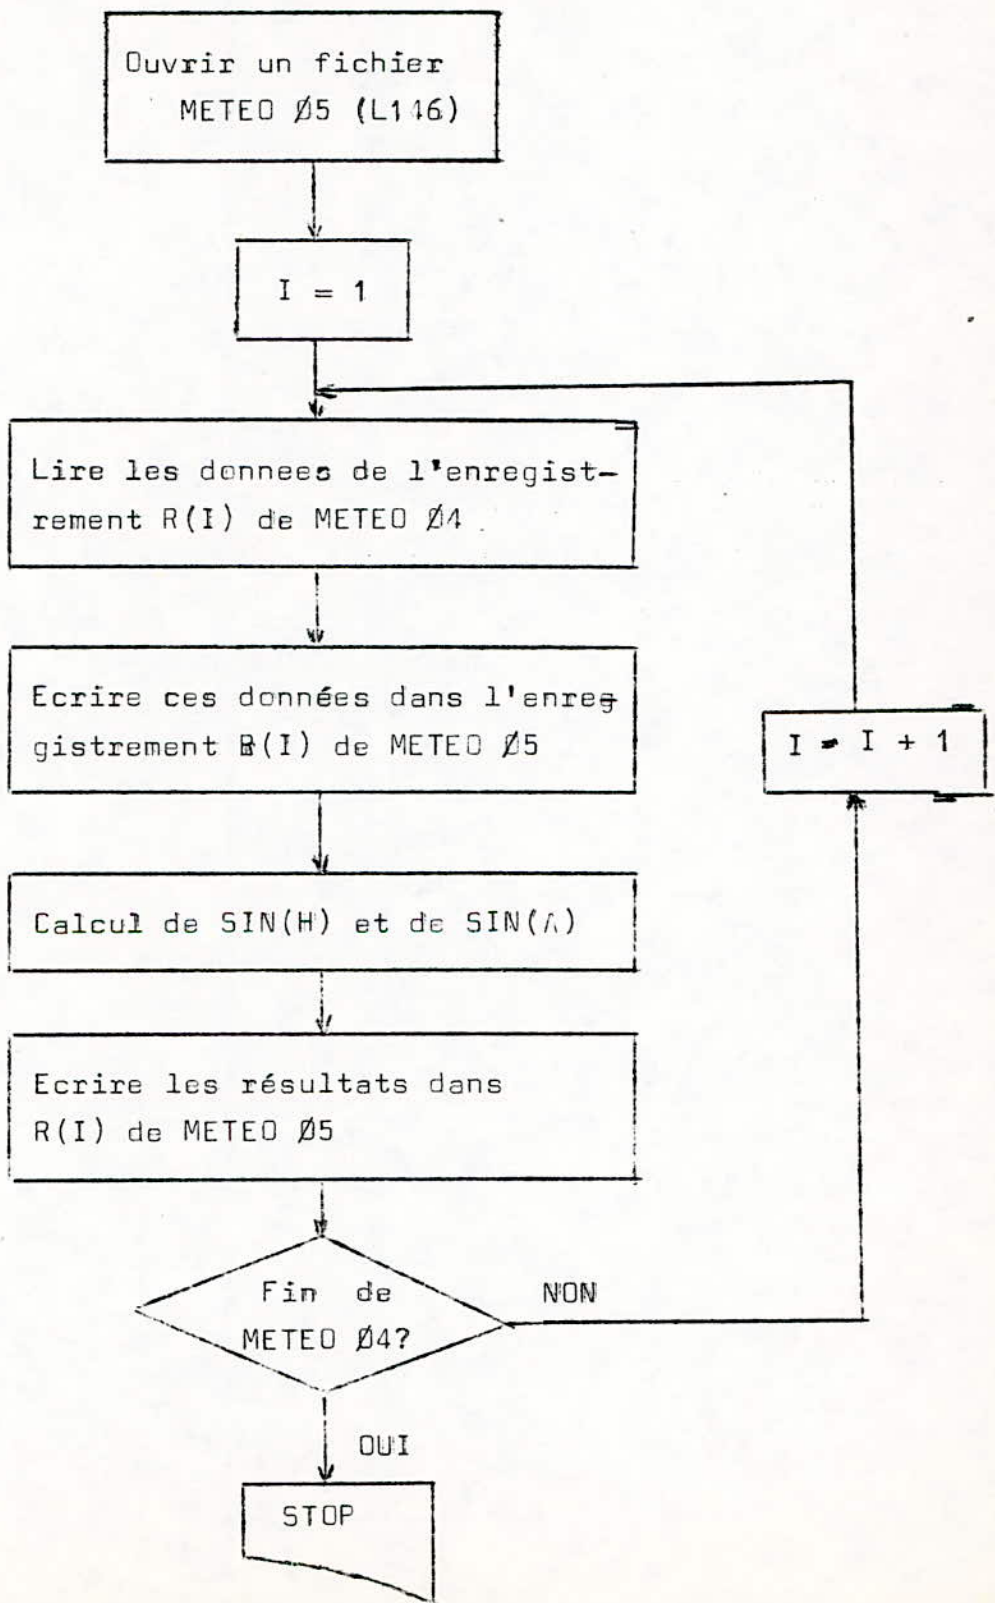 Ouvrir un fichier
METEO Ø5 (L146)
I = 1
Lire les donnees de l'enregist-
rement R(I) de METEO Ø4
Ecrire ces données dans l'enreg
gistrement R(I) de METEO Ø5
I = I + 1
Calcul de SIN(H) et de SIN(A)
Ecrire les résultats dans
R(I) de METEO Ø5
Fin de
METEO Ø4?
NON
OUI
STOP